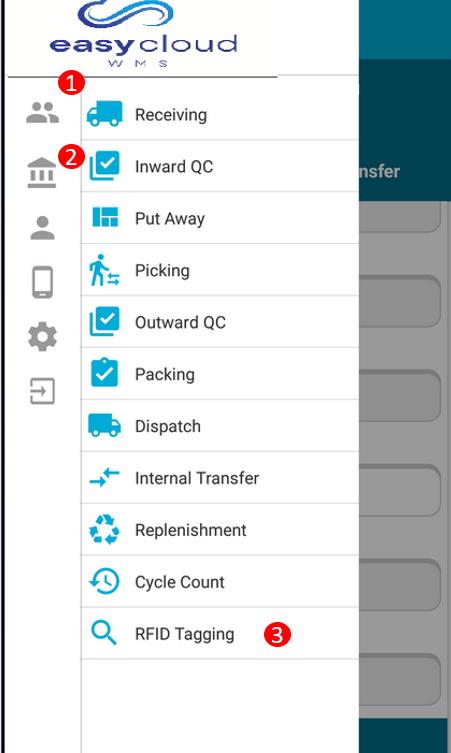 easycloud
WMS
1
Receiving
2
Inward QC
nsfer
Put Away
Picking
Outward QC
Packing
Dispatch
Internal Transfer
Replenishment
Cycle Count
RFID Tagging 3